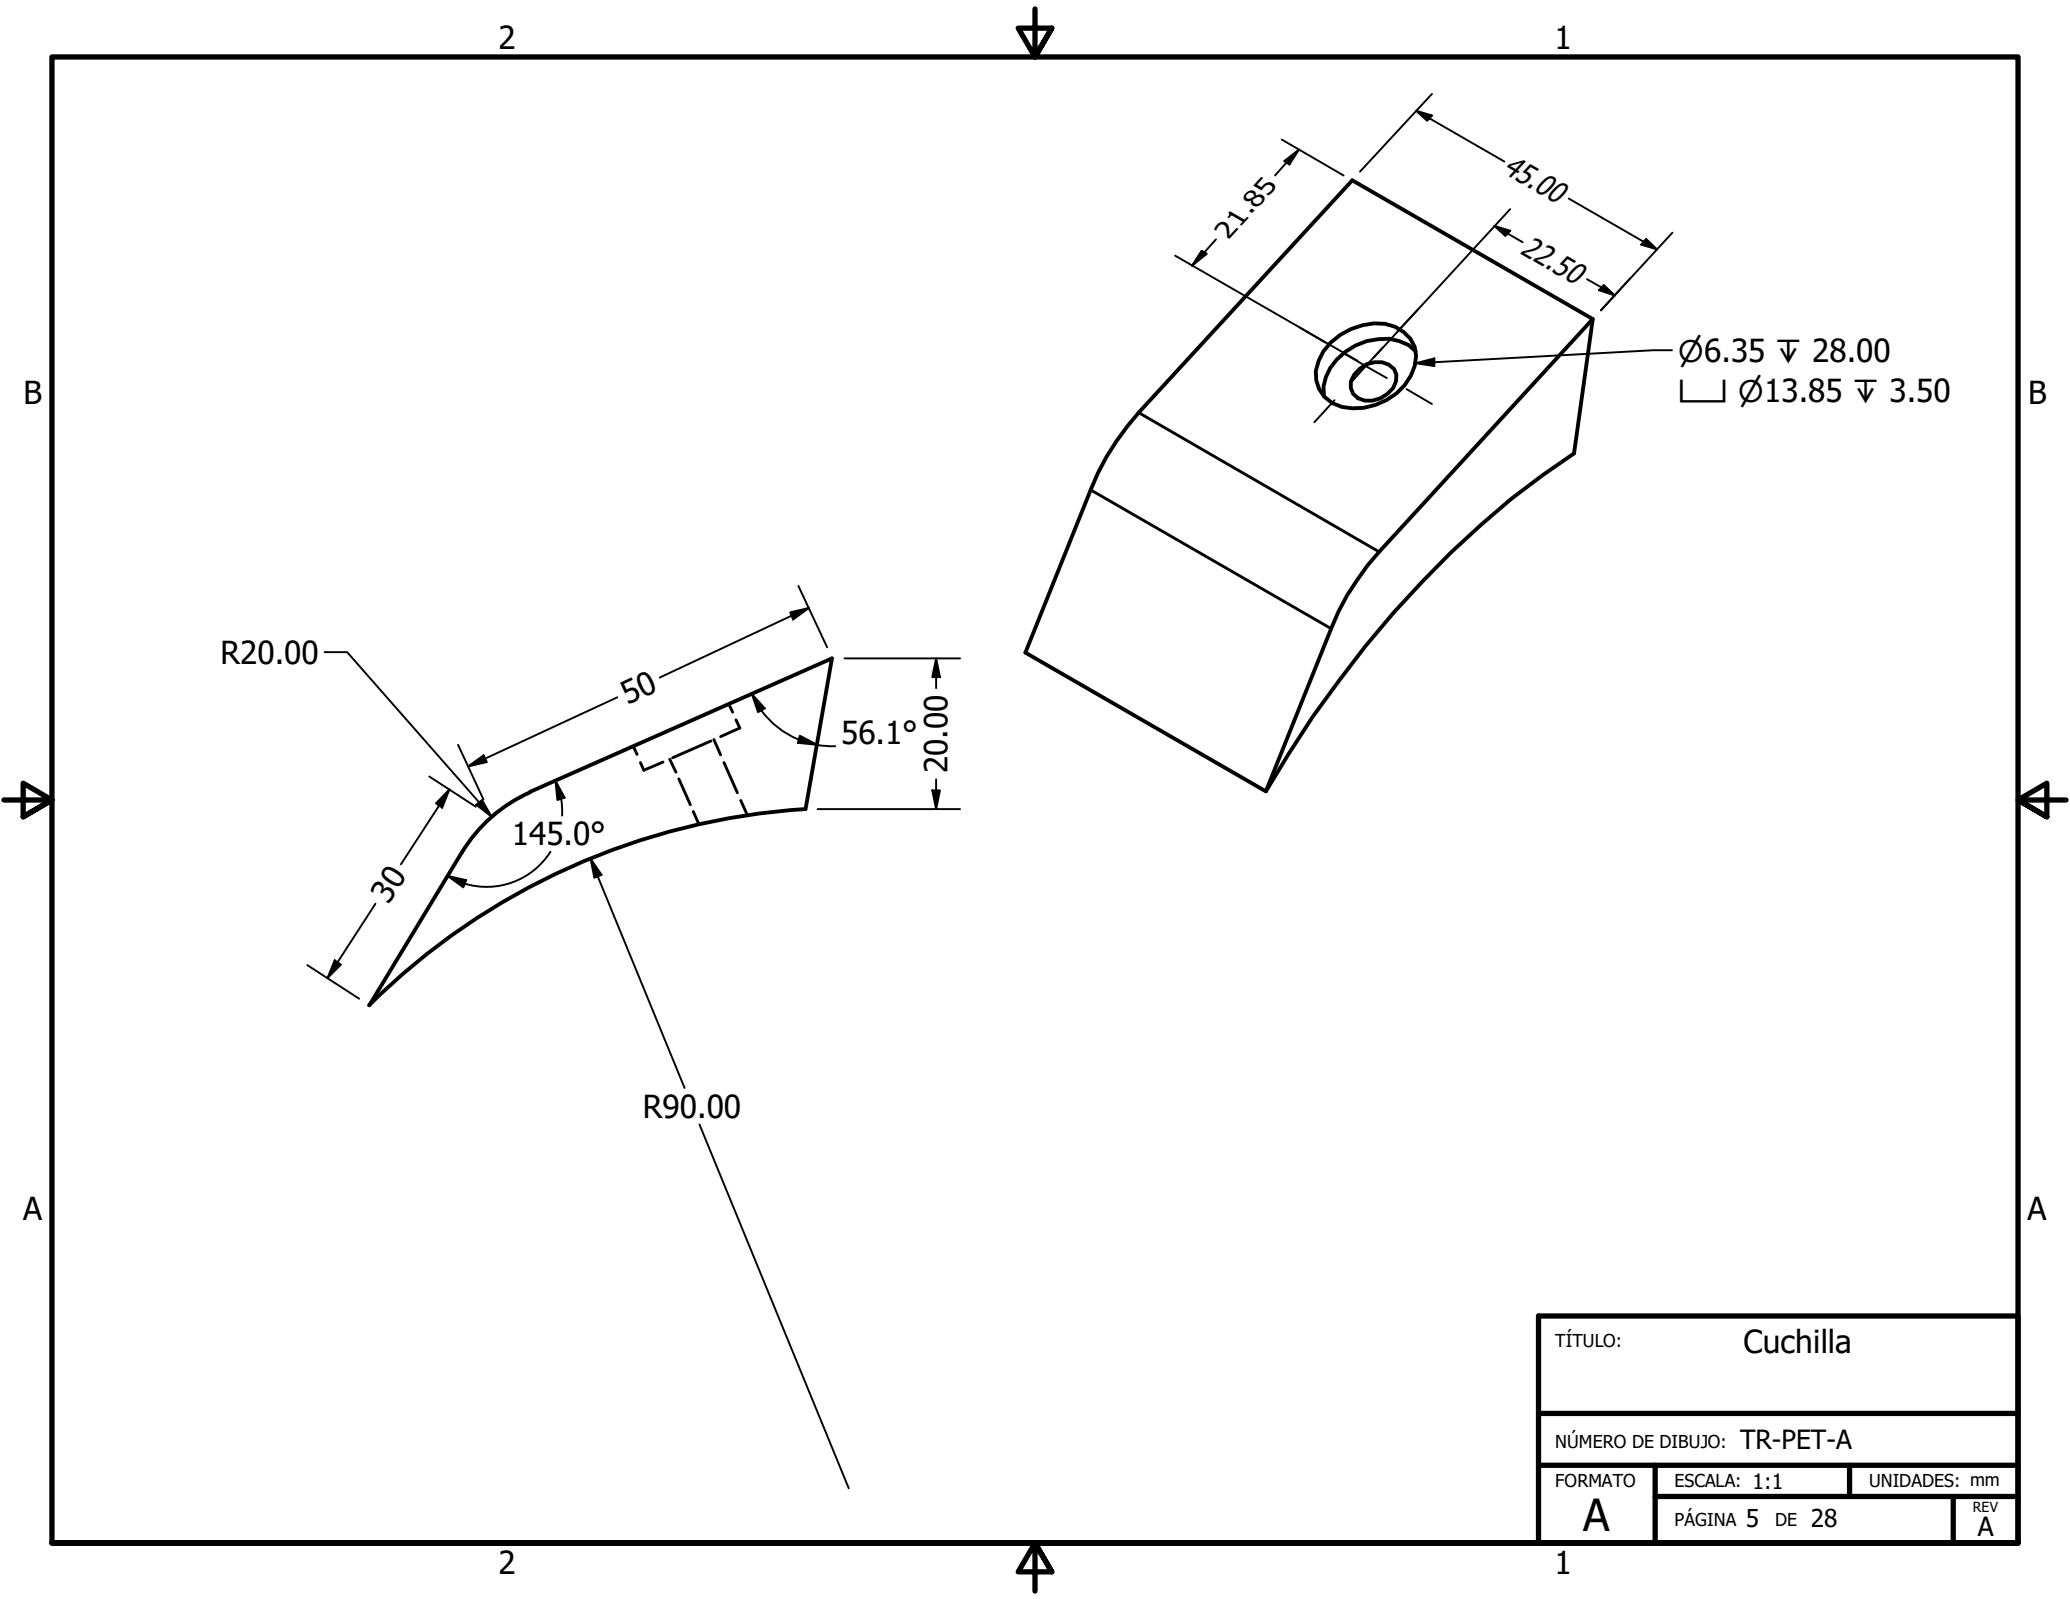 2
1
B
B
A
A
2
1
45.00
21.85
22.50
⌀6.35 ↧ 28.00
⌴ ⌀13.85 ↧ 3.50
R20.00
50
56.1°
20.00
145.0°
30
R90.00
TÍTULO: Cuchilla
NÚMERO DE DIBUJO: TR-PET-A
FORMATO
A
ESCALA: 1:1
UNIDADES: mm
PÁGINA 5 DE 28
REV
A